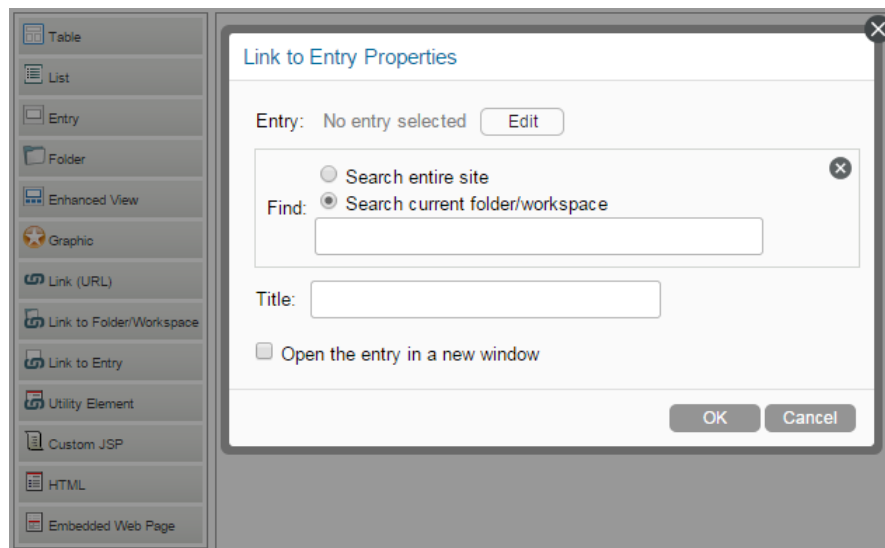 Table
List
Entry
Folder
Enhanced View
Graphic
Link (URL)
Link to Folder/Workspace
Link to Entry
Utility Element
Custom JSP
HTML
Embedded Web Page
Link to Entry Properties
Entry: No entry selected Edit
Search entire site
Find: Search current folder/workspace
Title:
Open the entry in a new window
OK Cancel